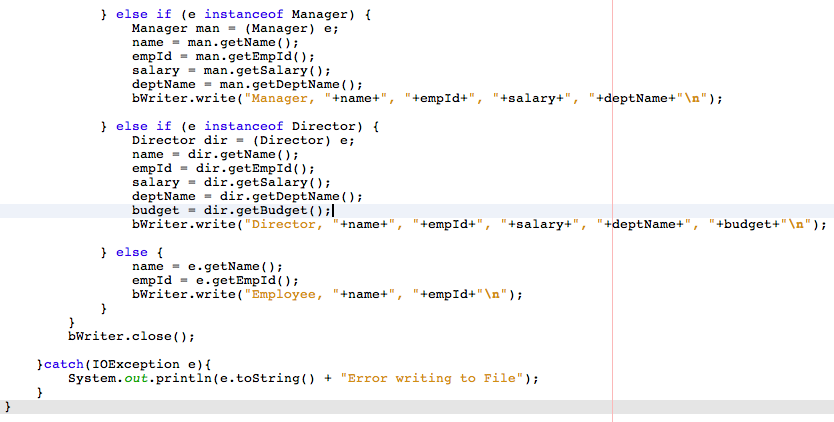 } else if (e instanceof Manager) {
Manager man = (Manager) e;
name = man.getName();
empId = man.getEmpId();
salary = man.getSalary();
deptName = man.getDeptName();
bWriter.write("Manager, "+name+", "+empId+", "+salary+", "+deptName+"\n");
} else if (e instanceof Director) {
Director dir = (Director) e;
name = dir.getName();
empId = dir.getEmpId();
salary = dir.getSalary();
deptName = dir.getDeptName();
budget = dir.getBudget();
bWriter.write("Director, "+name+", "+empId+", "+salary+", "+deptName+", "+budget+"\n");
} else {
name = e.getName();
empId = e.getEmpId();
bWriter.write("Employee, "+name+", "+empId+"\n");
}
}
bWriter.close();
}catch(IOException e){
System.out.println(e.toString() + "Error writing to File");
}
}